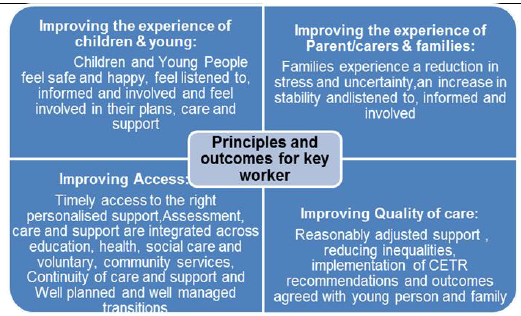 Improving the experience of
children & young:
Children and Young People
feel safe and happy, feel listened to,
informed and involved and feel
involved in their plans, care and
support
Improving the experience of
Parent/carers & families:
Families experience a reduction in
stress and uncertainty,an increase in
stability andlistened to, informed and
involved
Principles and
outcomes for key
worker
Improving Access:
Timely access to the right
personalised support,Assessment,
care and support are integrated across
education, health, social care and
voluntary, community services,
Continuity of care and support and
Well planned and well managed
transitions
Improving Quality of care:
Reasonably adjusted support ,
reducing inequalities,
implementation of CETR
recommendations and outcomes
agreed with young person and family